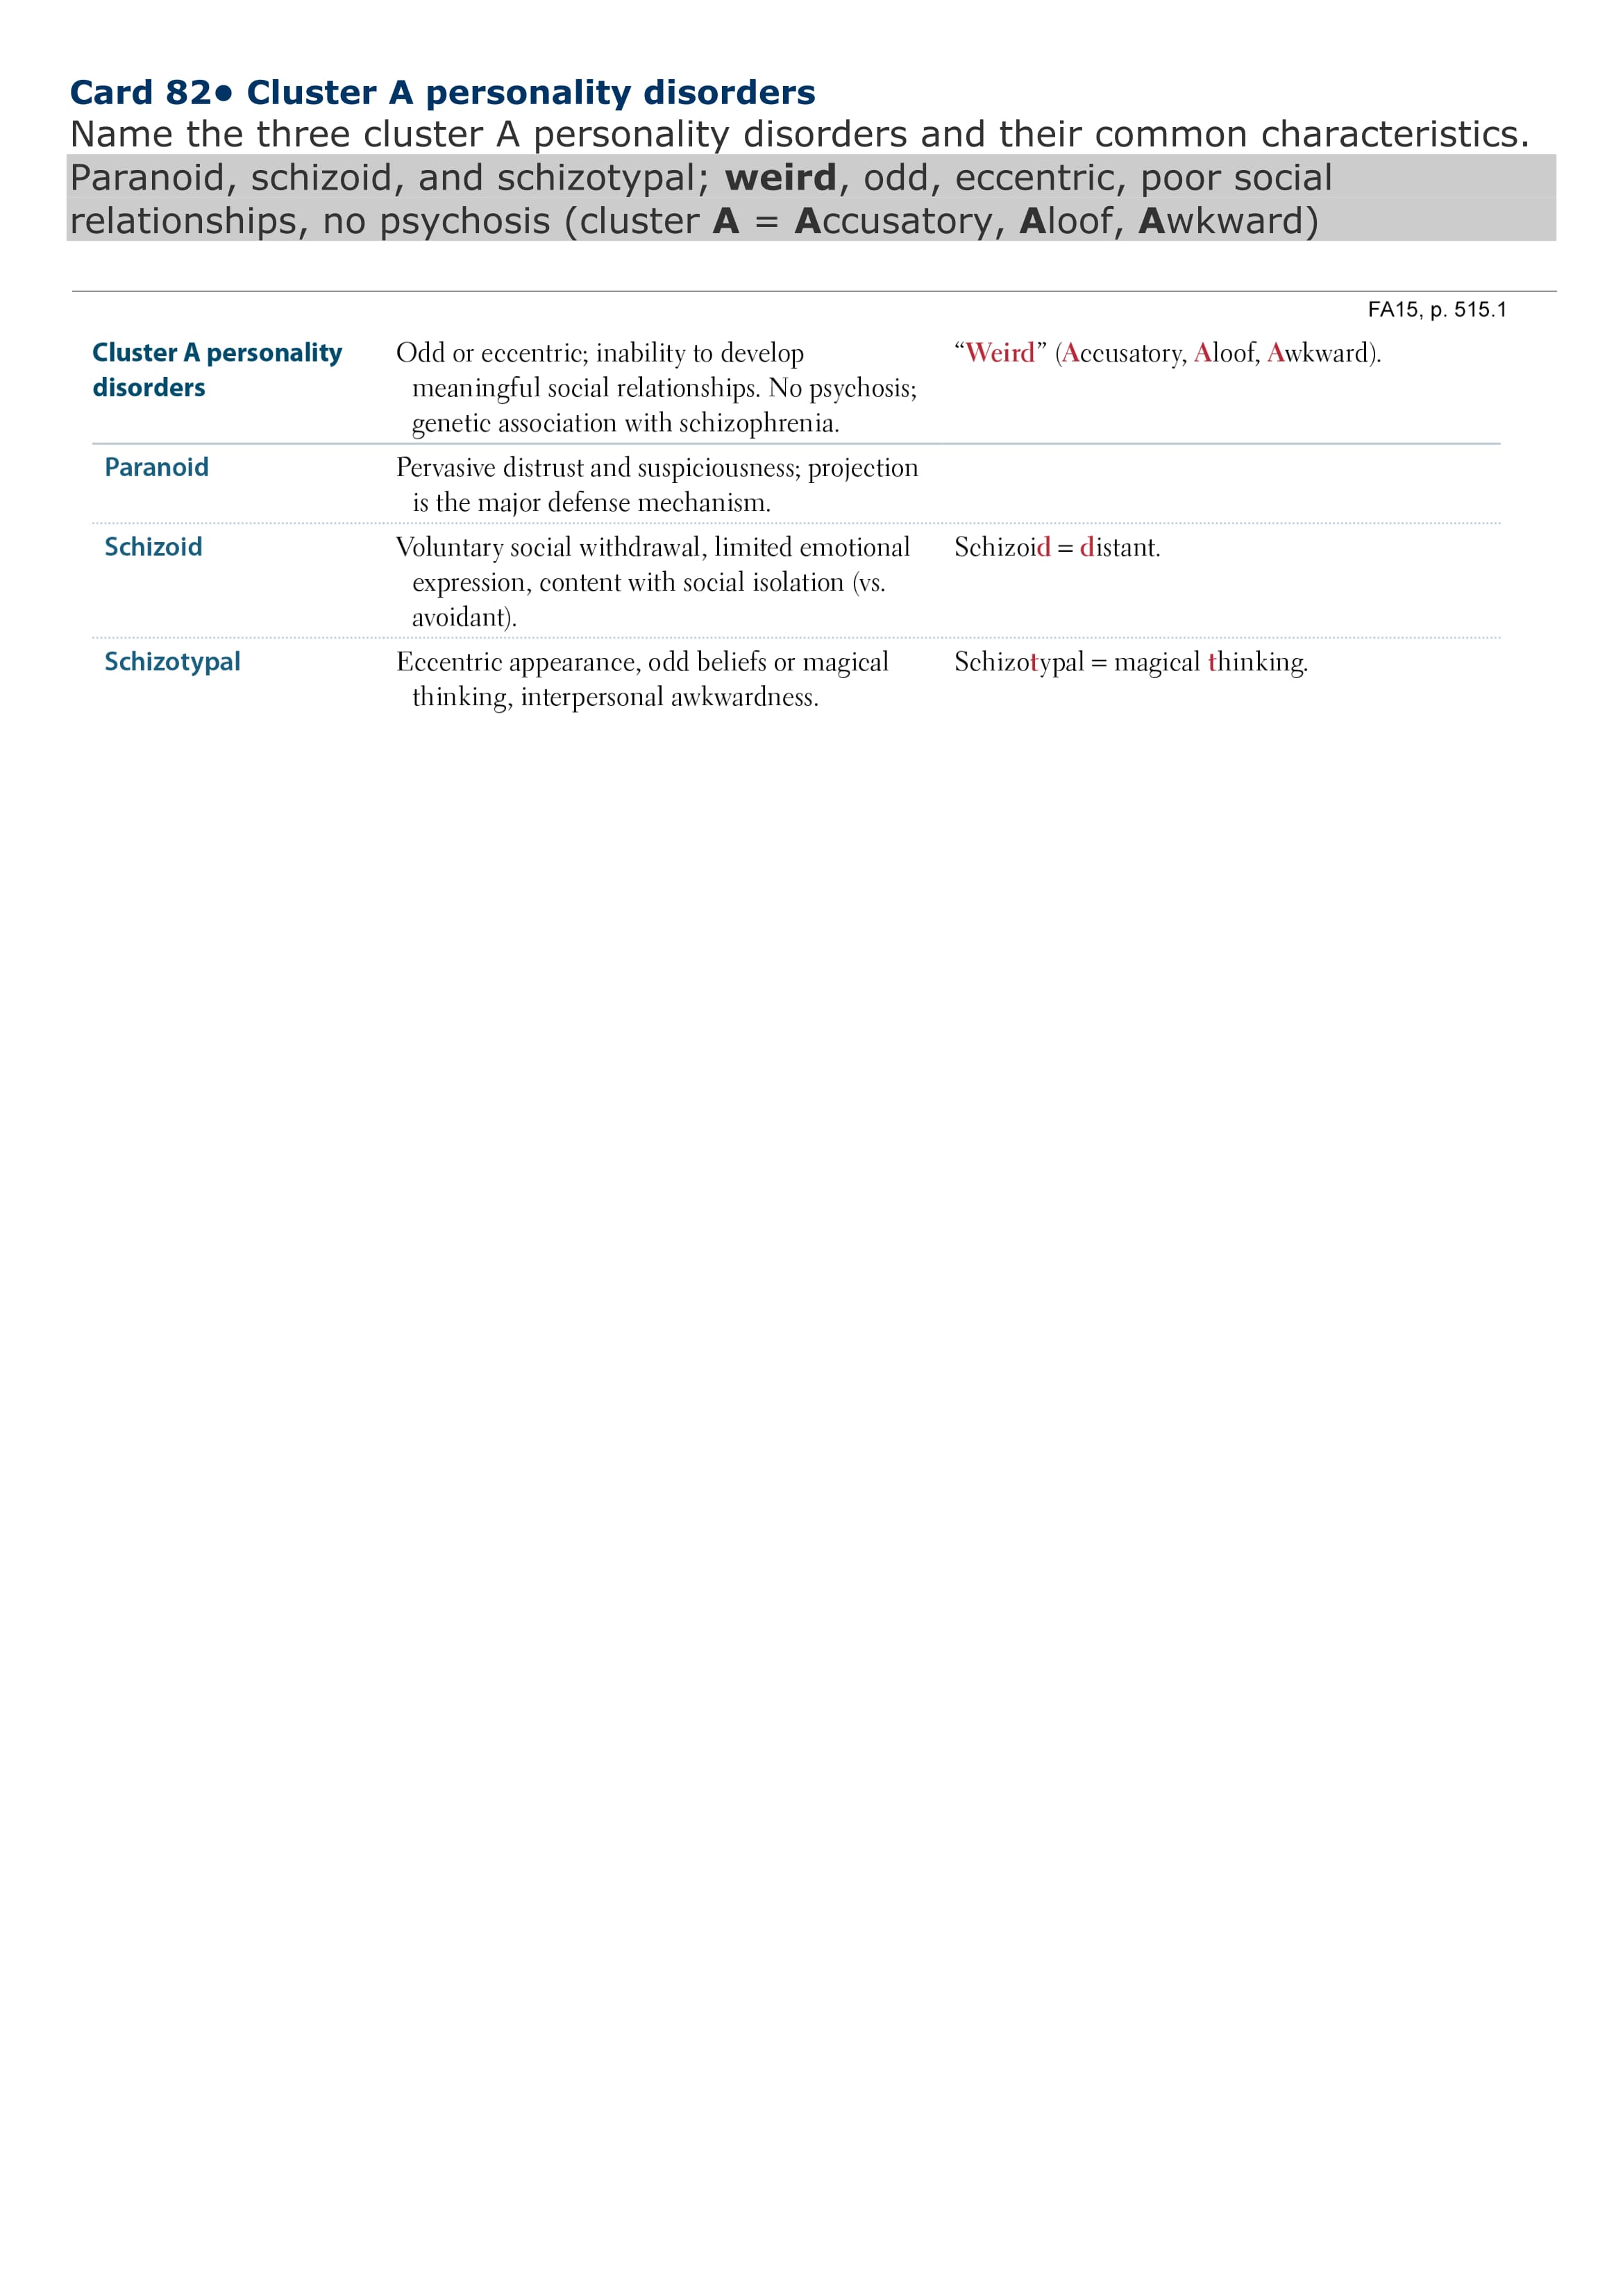 Card 82● Cluster A personality disorders
Name the three cluster A personality disorders and their common characteristics.
Paranoid, schizoid, and schizotypal; weird, odd, eccentric, poor social
relationships, no psychosis (cluster A = Accusatory, Aloof, Awkward)
FA15, p. 515.1
Cluster A personality
disorders
Odd or eccentric; inability to develop
meaningful social relationships. No psychosis;
genetic association with schizophrenia.
“Weird” (Accusatory, Aloof, Awkward).
Paranoid
Pervasive distrust and suspiciousness; projection
is the major defense mechanism.
Schizoid
Voluntary social withdrawal, limited emotional
expression, content with social isolation (vs.
avoidant).
Schizoid = distant.
Schizotypal
Eccentric appearance, odd beliefs or magical
thinking, interpersonal awkwardness.
Schizotypal = magical thinking.